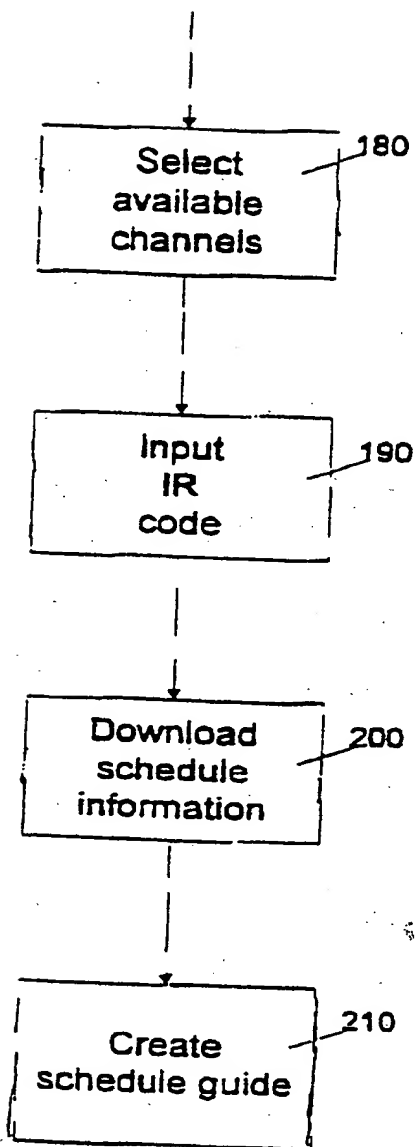 180
Select
available
channels
190
Input
IR
code
200
Download
schedule
information
210
Create
schedule guide